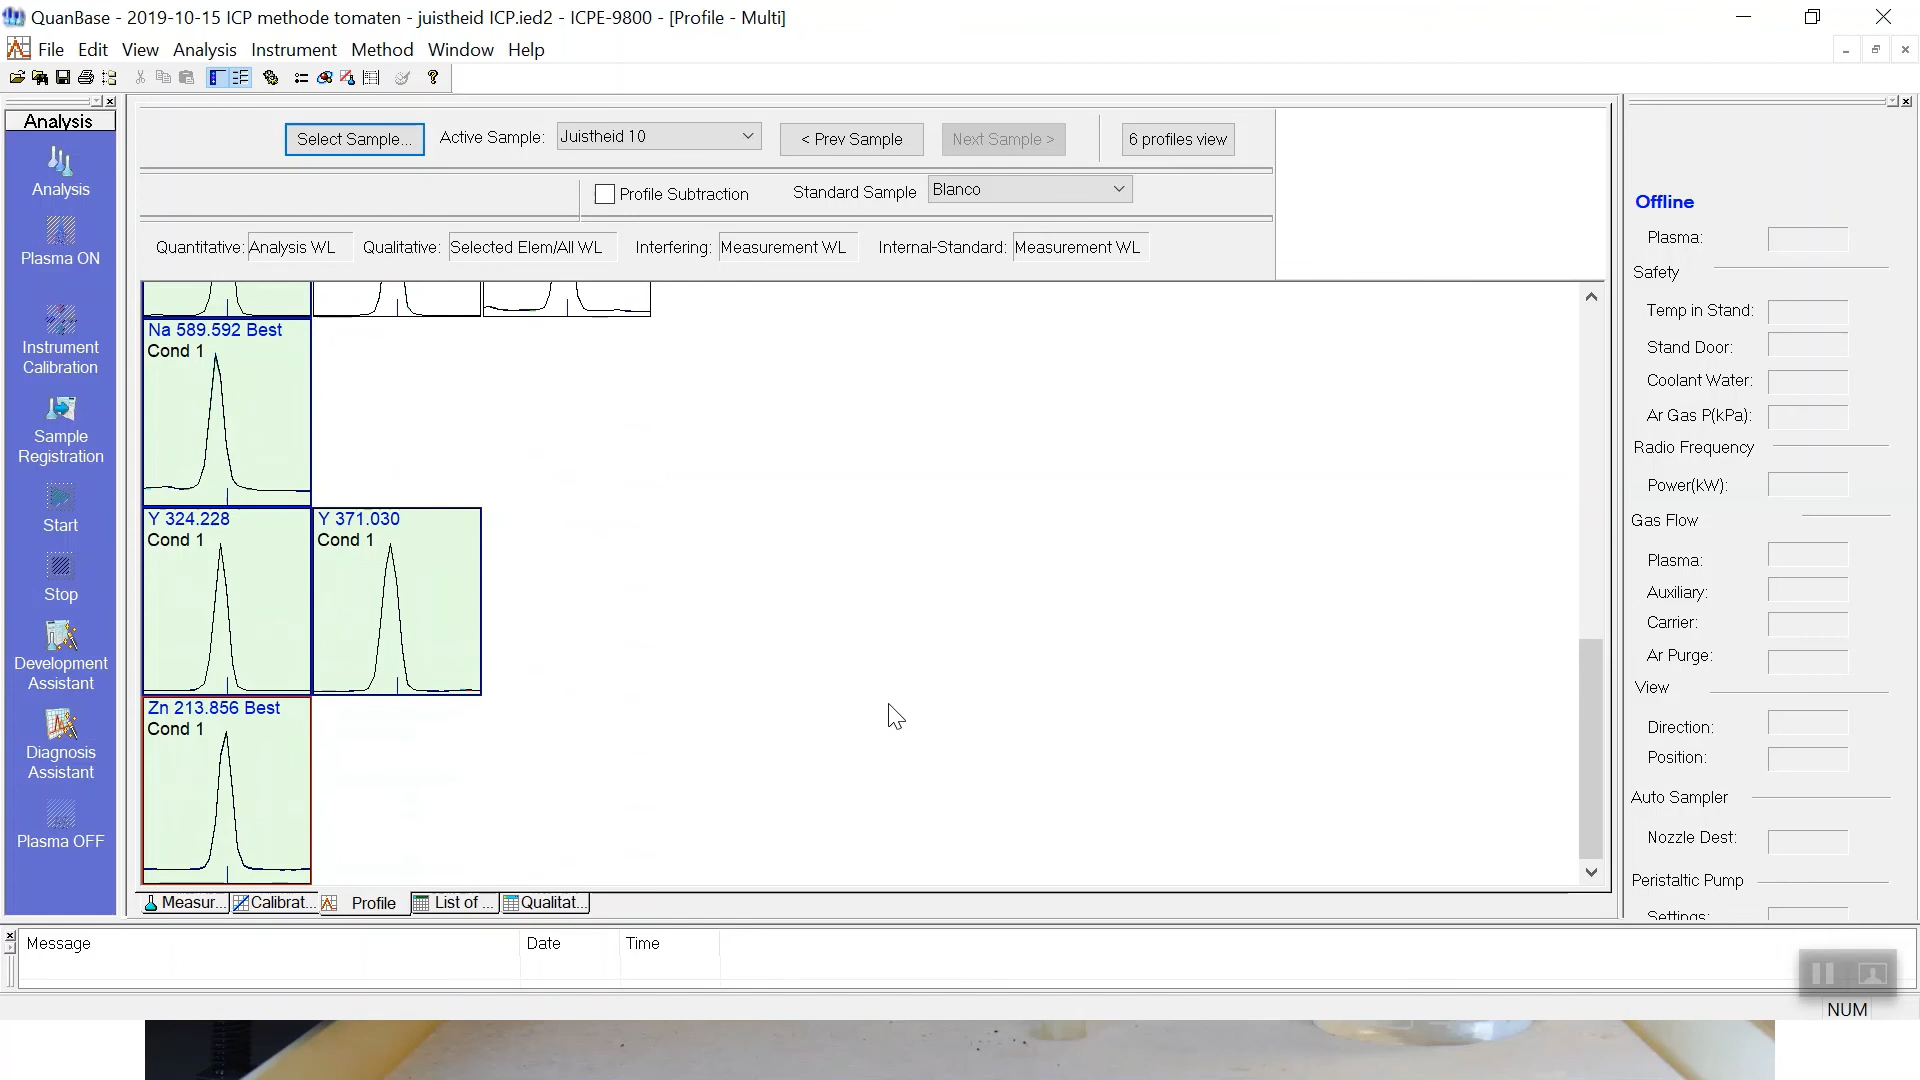 QuanBase - 2019-10-15 ICP methode tomaten - juistheid ICP.ied2 - ICPE-9800 - [Profile - Multi]
File Edit View Analysis Instrument Method Window Help
Analysis
Select Sample... Active Sample: Juistheid 10 < Prev Sample Next Sample > 6 profiles view
Profile Subtraction Standard Sample Blanco
Quantitative: Analysis WL Qualitative: Selected Elem/All WL Interfering: Measurement WL Internal-Standard: Measurement WL
Analysis
Plasma ON
Instrument
Calibration
Sample
Registration
Start
Stop
Development
Assistant
Diagnosis
Assistant
Plasma OFF
Na 589.592 Best
Cond 1
Y 324.228
Cond 1
Y 371.030
Cond 1
Zn 213.856 Best
Cond 1
Measur... Calibrat... Profile List of ... Qualitat...
Offline
Plasma:
Safety
Temp in Stand:
Stand Door:
Coolant Water:
Ar Gas P(kPa):
Radio Frequency
Power(kW):
Gas Flow
Plasma:
Auxiliary:
Carrier:
Ar Purge:
View
Direction:
Position:
Auto Sampler
Nozzle Dest:
Peristaltic Pump
Settings:
Message Date Time
NUM